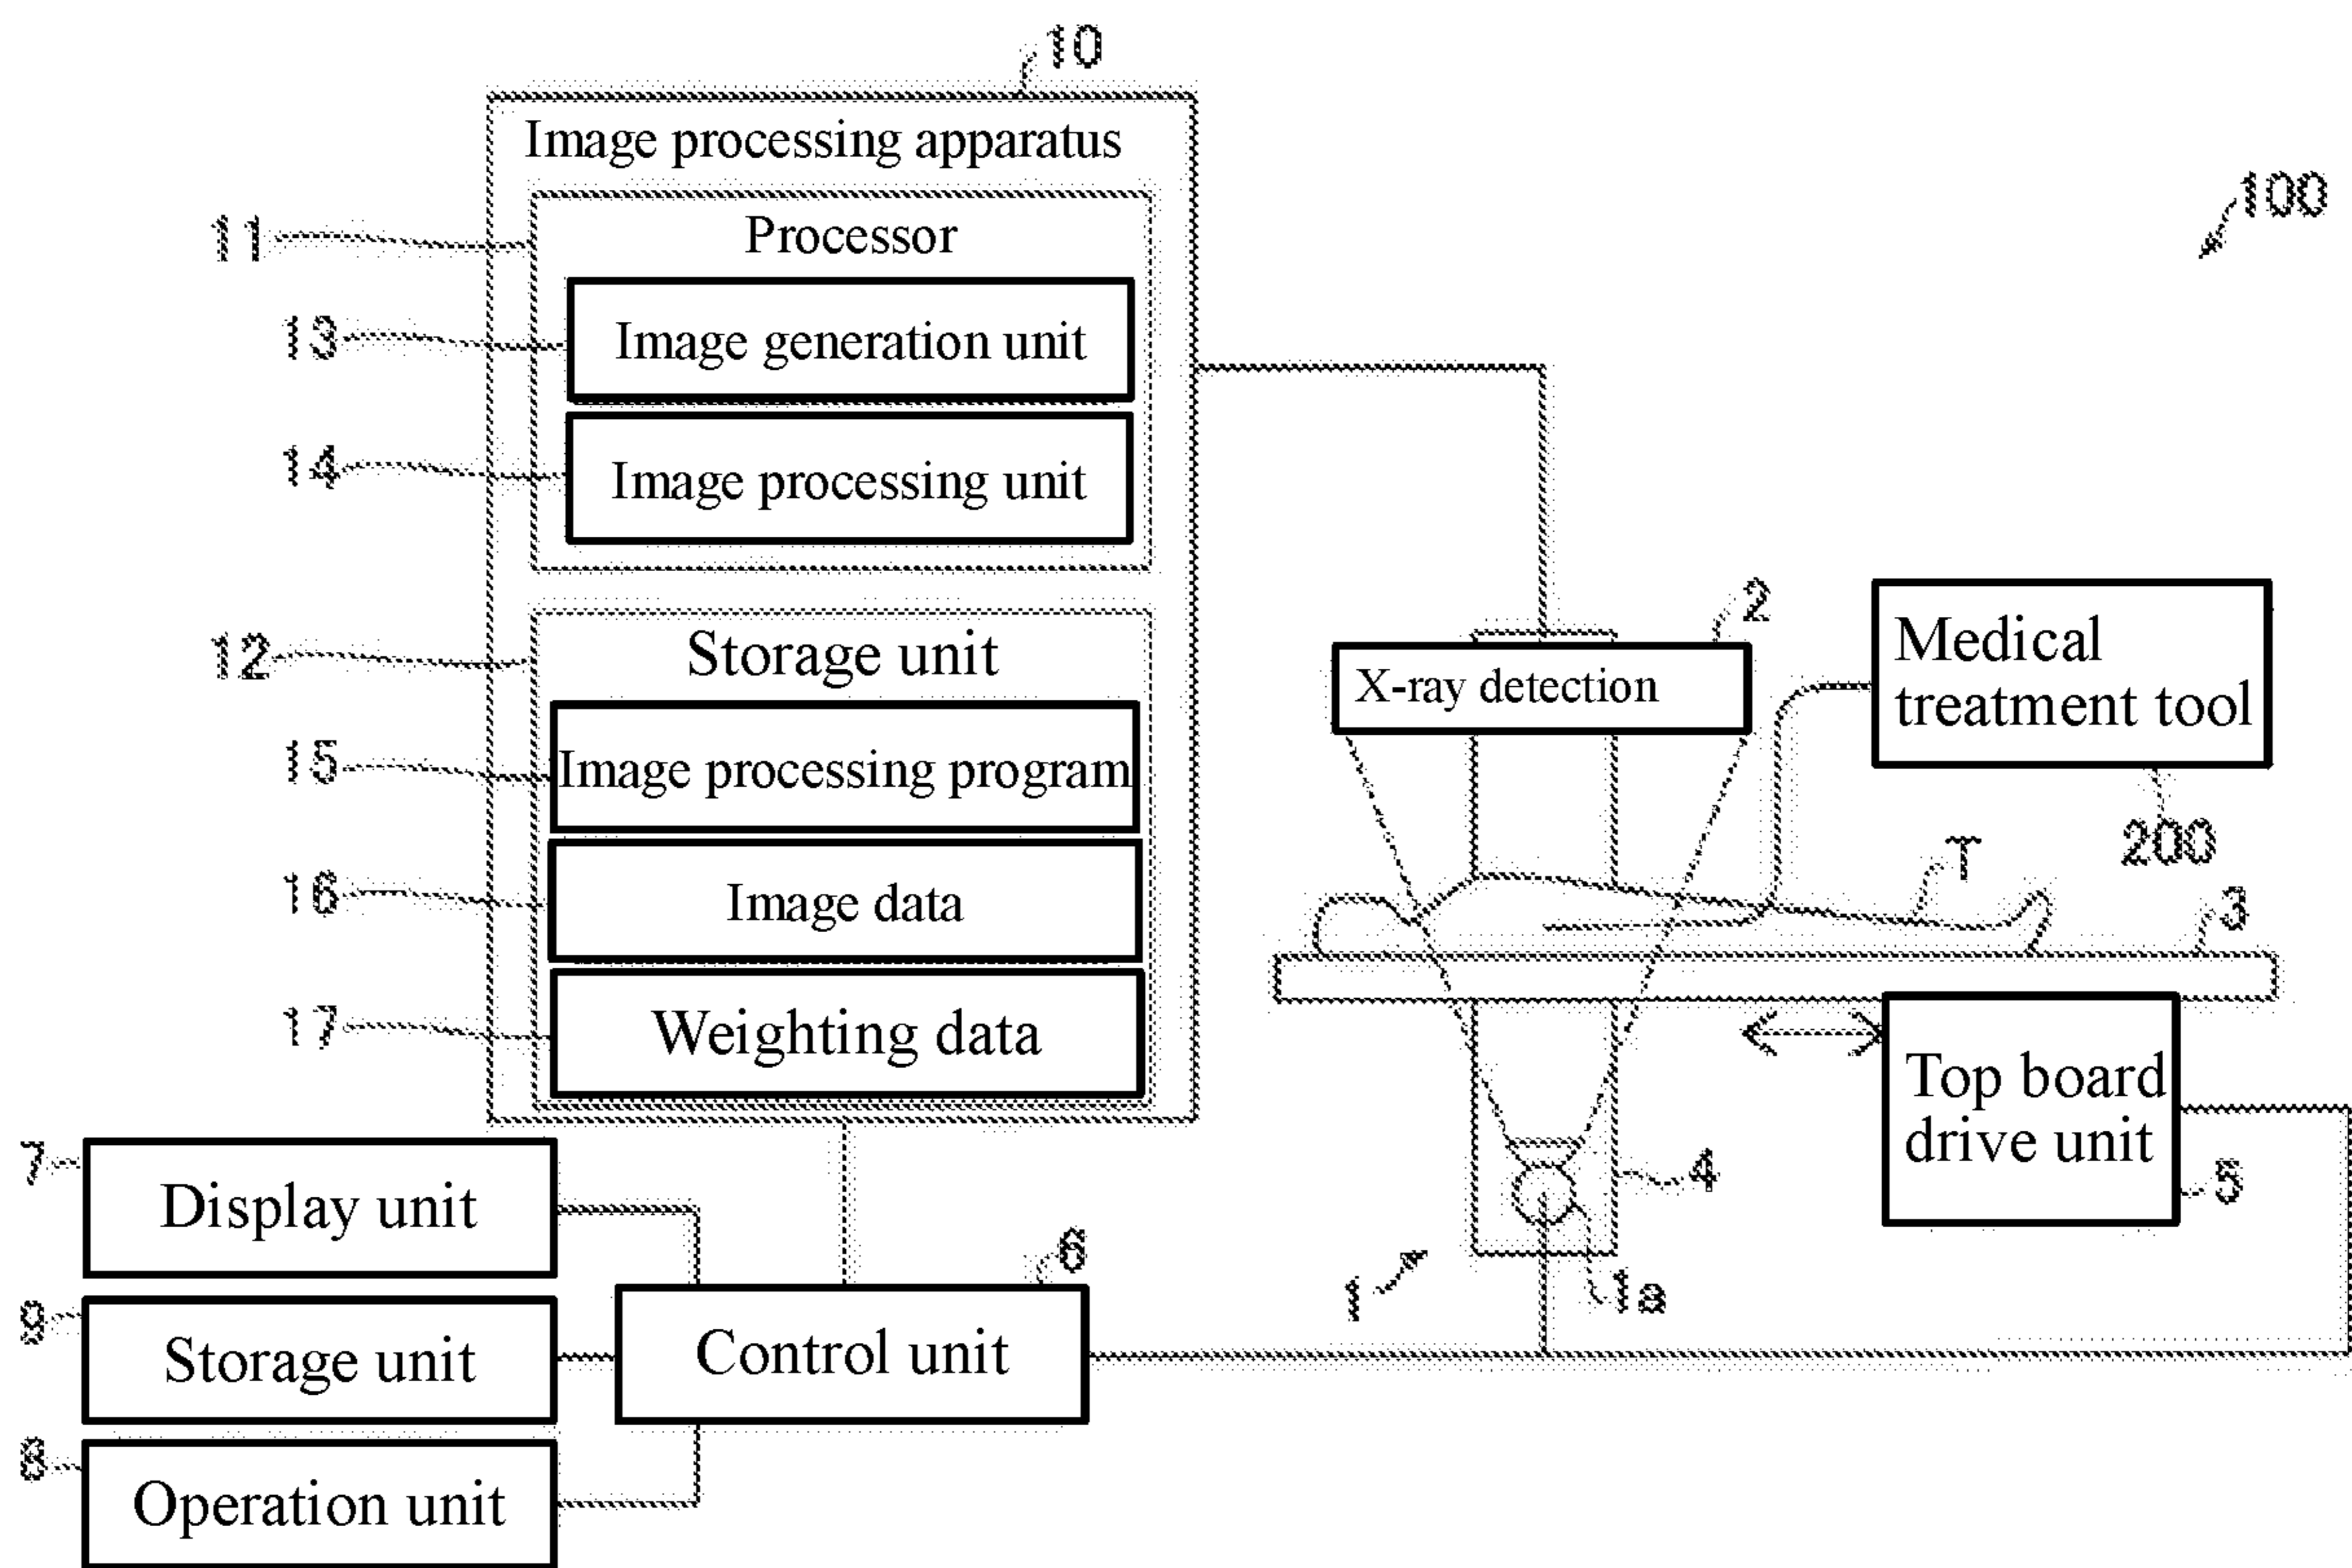 10
Image processing apparatus
100
11
Processor
13
Image generation unit
14
Image processing unit
12
Storage unit
2
X-ray detection
Medical
treatment tool
15
Image processing program
200
T
16
Image data
3
17
Weighting data
Top board
drive unit
7
Display unit
4
5
6
1
1a
9
Storage unit
Control unit
8
Operation unit